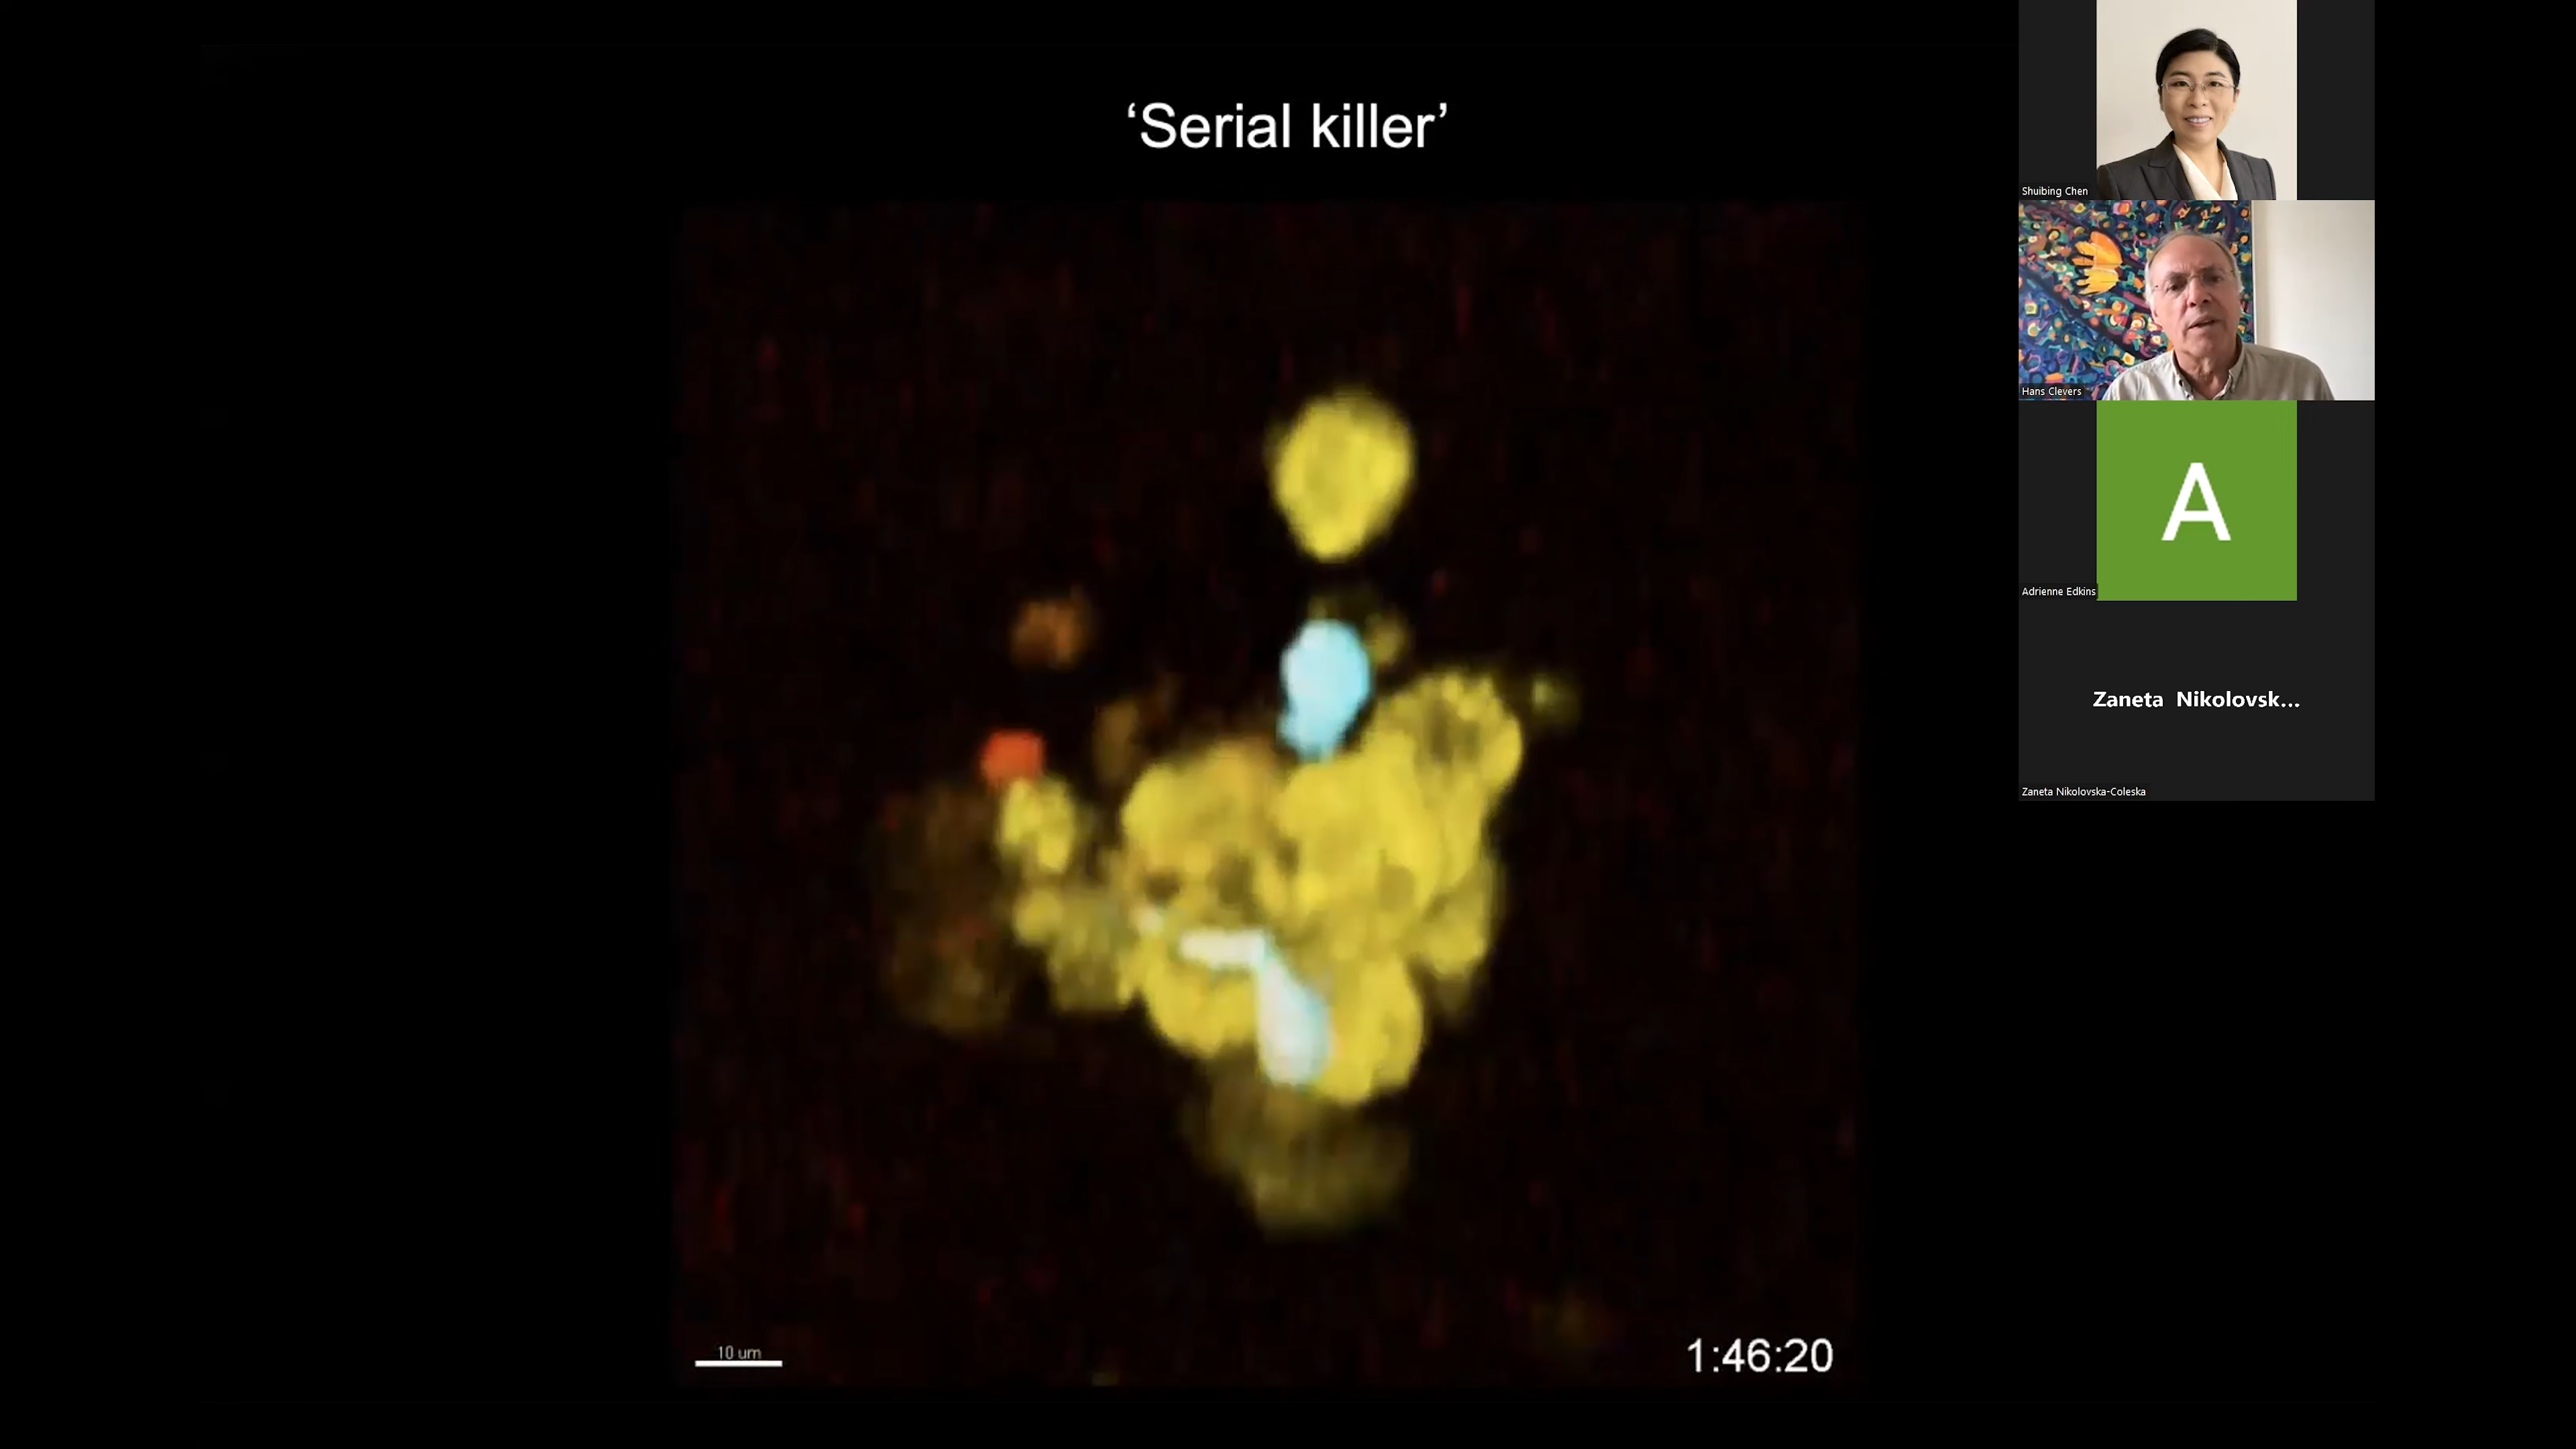 ‘Serial killer’
10 um
1:46:20
Shuibing Chen
Hans Clevers
A
Adrienne Edkins
Zaneta Nikolovsk...
Zaneta Nikolovska-Coleska